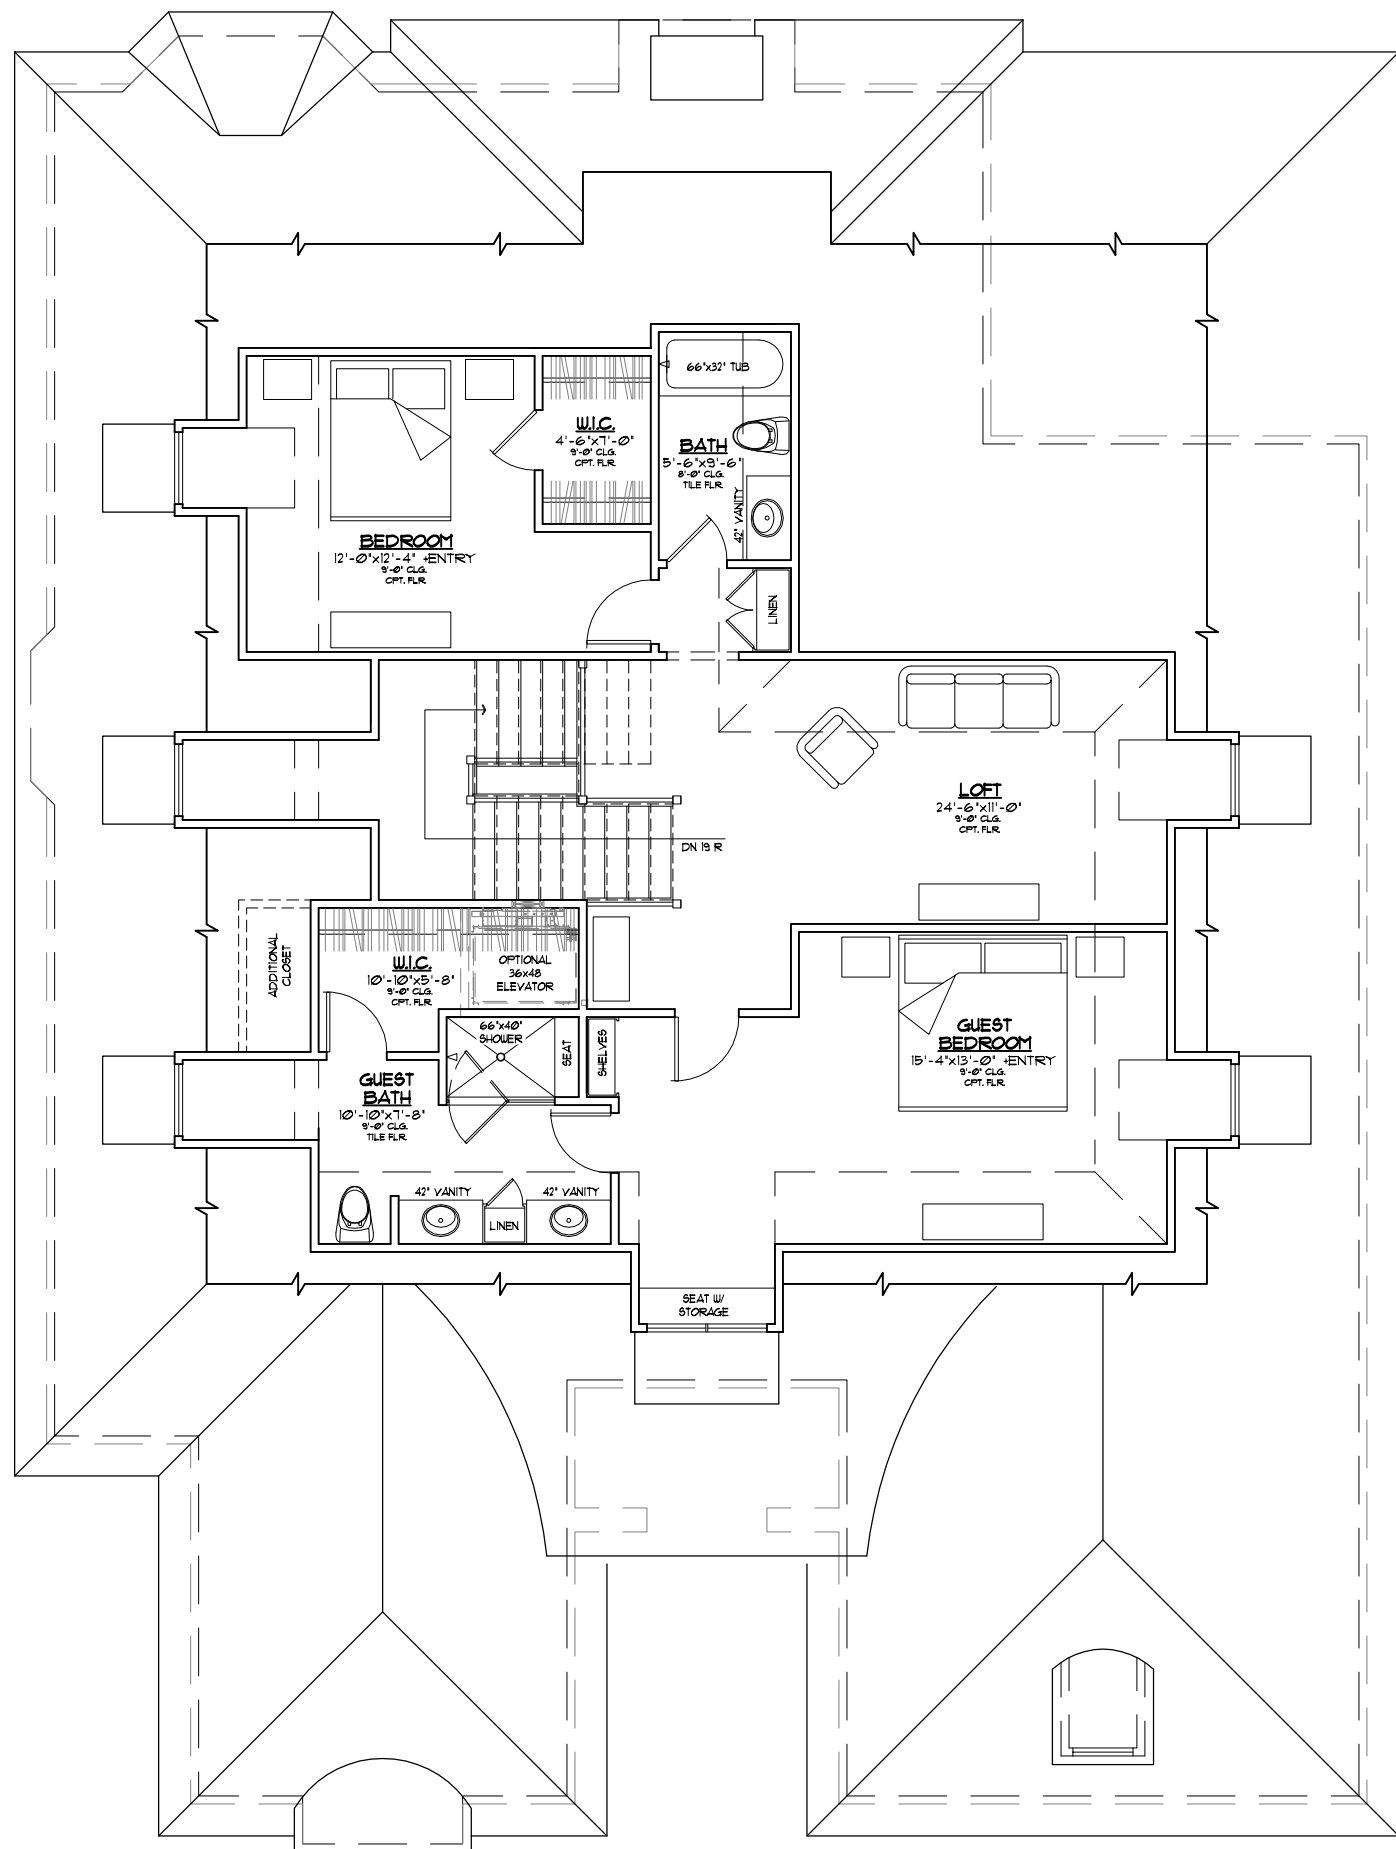 66"x32" TUB
W.I.C.
4'-6"x7'-0"
9'-0" CLG.
CPT. FLR.
BATH
5'-6"x9'-6"
8'-0" CLG.
TILE FLR.
42" VANITY
BEDROOM
12'-0"x12'-4" +ENTRY
9'-0" CLG.
CPT. FLR.
LINEN
LOFT
24'-6"x11'-0"
9'-0" CLG.
CPT. FLR.
DN 19 R
ADDITIONAL
CLOSET
W.I.C.
10'-10"x5'-8"
9'-0" CLG.
CPT. FLR.
OPTIONAL
36x48
ELEVATOR
66"x40"
SHOWER
SEAT
SHELVES
GUEST
BEDROOM
15'-4"x13'-0" +ENTRY
9'-0" CLG.
CPT. FLR.
GUEST
BATH
10'-10"x7'-8"
9'-0" CLG.
TILE FLR.
42" VANITY
LINEN
42" VANITY
SEAT W/
STORAGE